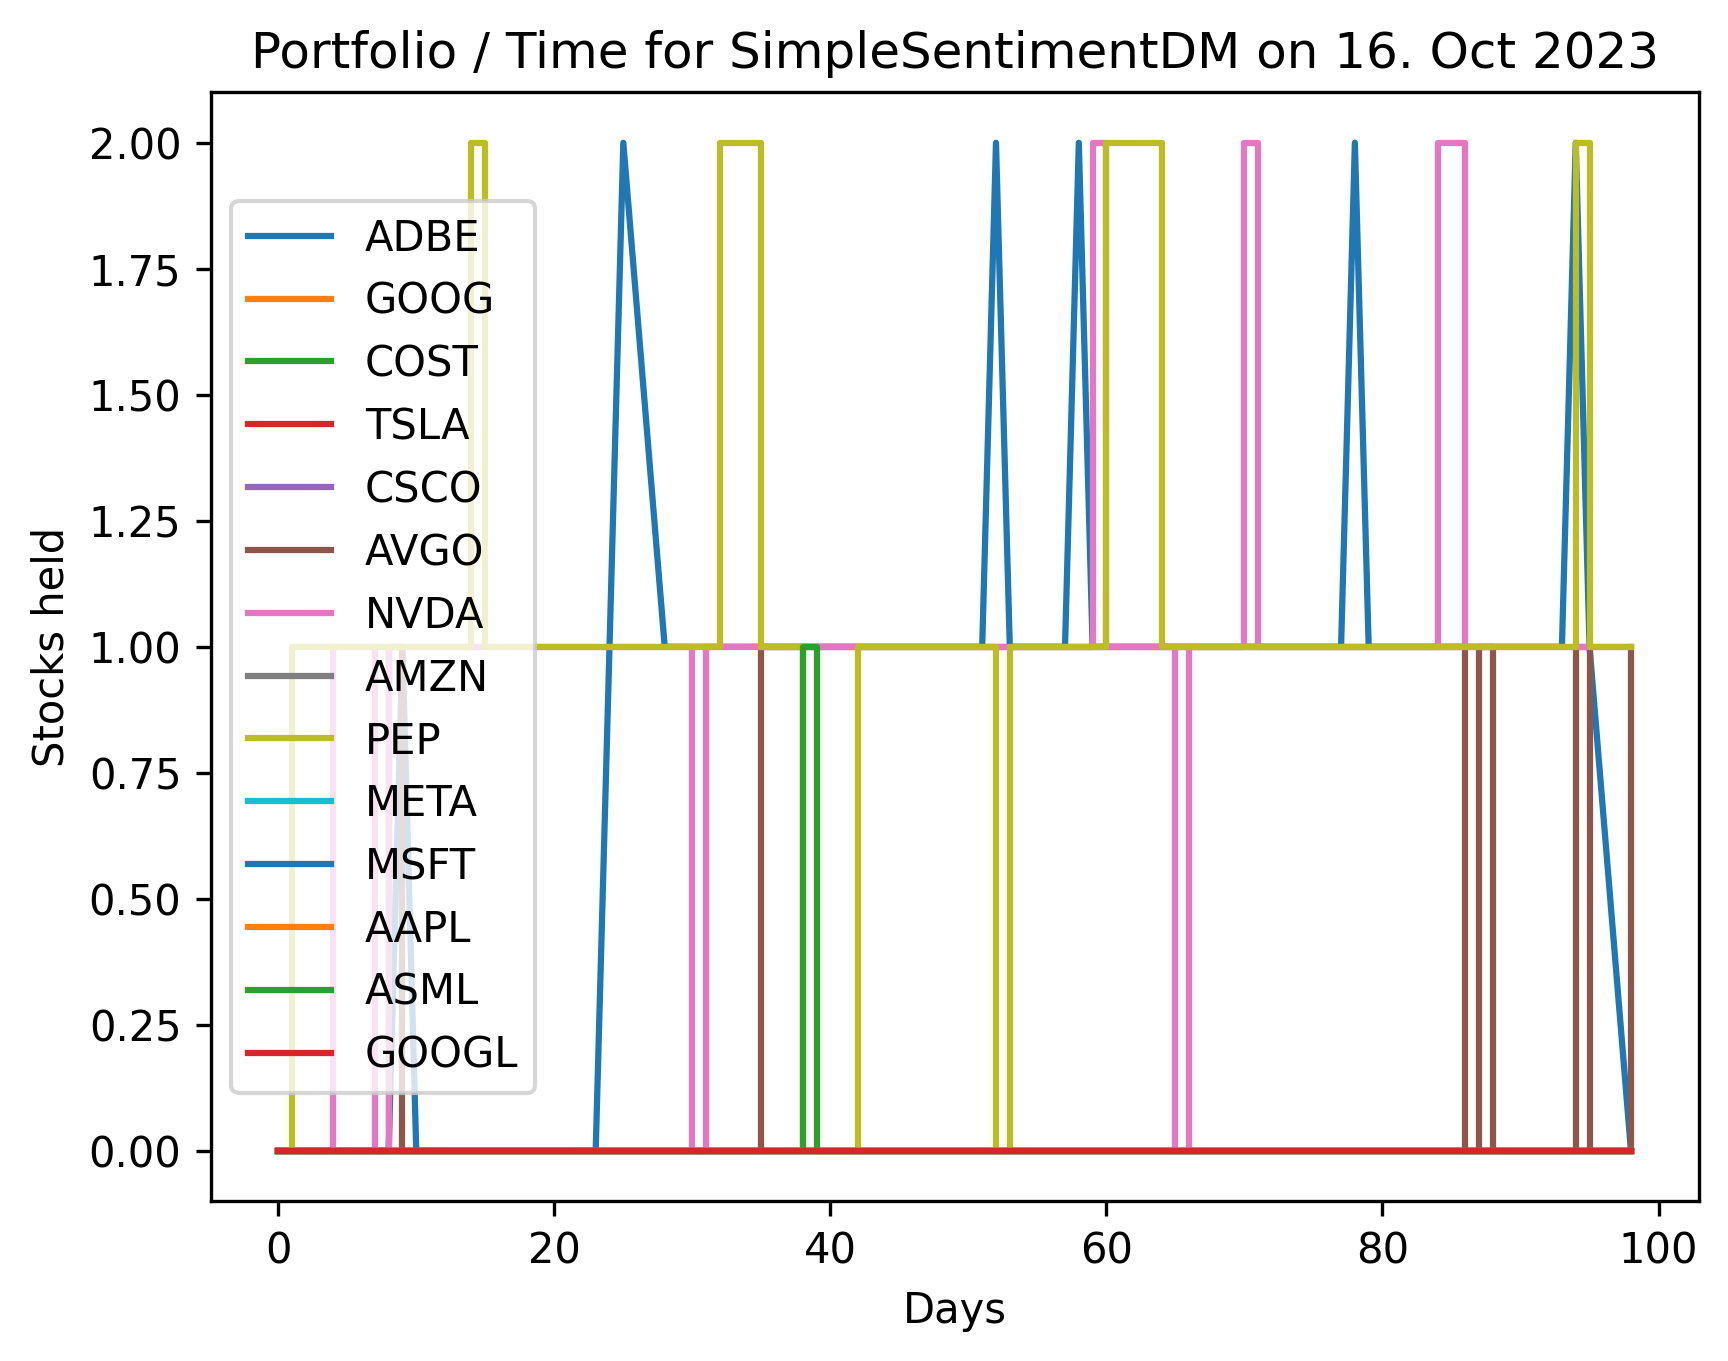 Portfolio / Time for SimpleSentimentDM on 16. Oct 2023
2.00
1.75
1.50
1.25
1.00
0.75
0.50
0.25
0.00
Stocks held
ADBE
GOOG
COST
TSLA
CSCO
AVGO
NVDA
AMZN
PEP
META
MSFT
AAPL
ASML
GOOGL
0 20 40 60 80 100
Days